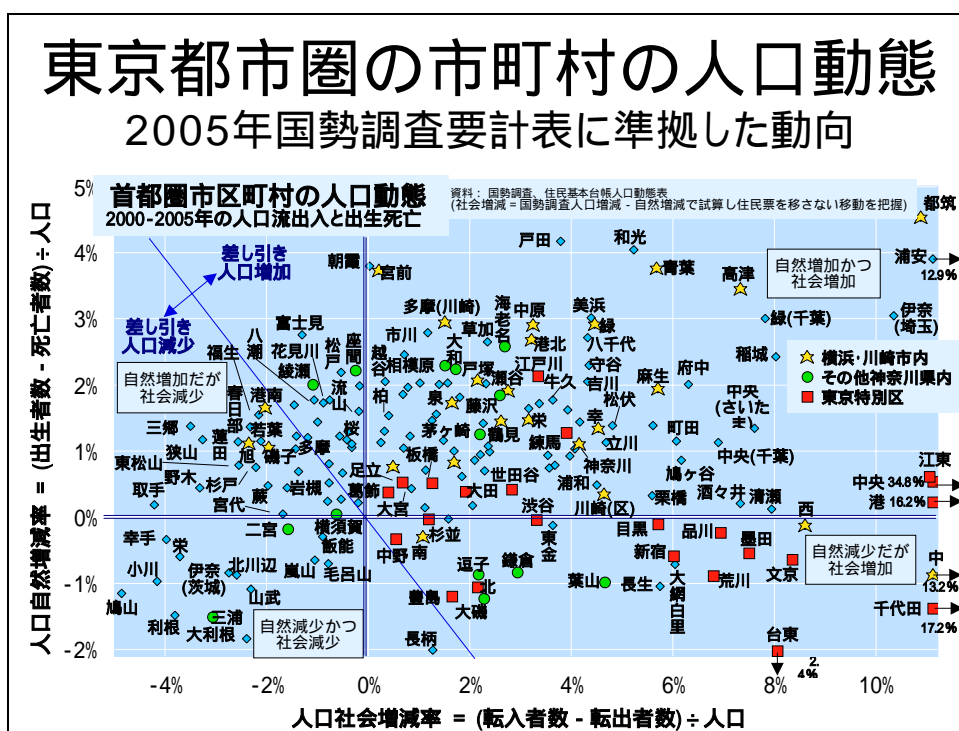 東京都市圏の市町村の人口動態
2005年国勢調査要計表に準拠した動向
首都圏市区町村の人口動態
2000-2005年の人口流出入と出生死亡
資料： 国勢調査、住民基本台帳人口動態表
(社会増減 = 国勢調査人口増減 - 自然増減で試算し住民票を移さない移動を把握)
人口自然増減率 = (出生者数 - 死亡者数) ÷ 人口
5%
4%
3%
2%
1%
0%
-1%
-2%
差し引き
人口増加
差し引き
人口減少
自然増加かつ
社会増加
自然増加だが
社会減少
自然減少だが
社会増加
自然減少かつ
社会減少
横浜・川崎市内
その他神奈川県内
東京特別区
都筑
戸田
和光
浦安
12.9%
朝霞
宮前
青葉
高津
多摩(川崎)
海老名
中原
美浜
緑
緑(千葉)
伊奈
(埼玉)
富士見
八潮
花見川
松戸
座間
市川
草加
大和
港北
八千代
稲城
福生
綾瀬
流山
越谷
相模原
戸塚
江戸川
守谷
瀬谷
牛久
吉川
麻生
府中
春日部
港南
柏
泉
藤沢
栄
幸
松伏
中央
(さいたま)
三郷
蓮田
若葉
桜
茅ヶ崎
鶴見
練馬
立川
町田
狭山
旭
磯子
多摩
板橋
世田谷
神奈川
中央(千葉)
東松山
野木
杉戸
足立
浦和
鳩ヶ谷
江東
取手
蕨
岩槻
葛飾
大宮
大田
渋谷
川崎(区)
栗橋
酒々井
清瀬
西
中央 34.8%
港 16.2%
宮代
二宮
横須賀
杉並
東金
目黒
品川
墨田
幸手
栄
飯能
中野
南
新宿
中
13.2%
小川
伊奈
(茨城)
北川辺
嵐山
毛呂山
逗子
鎌倉
葉山
長生
大網白里
荒川
文京
鳩山
山武
豊島
北
大磯
千代田
17.2%
利根
三浦
大利根
長柄
台東
2.
4%
-4%
-2%
0%
2%
4%
6%
8%
10%
人口社会増減率 = (転入者数 - 転出者数) ÷ 人口